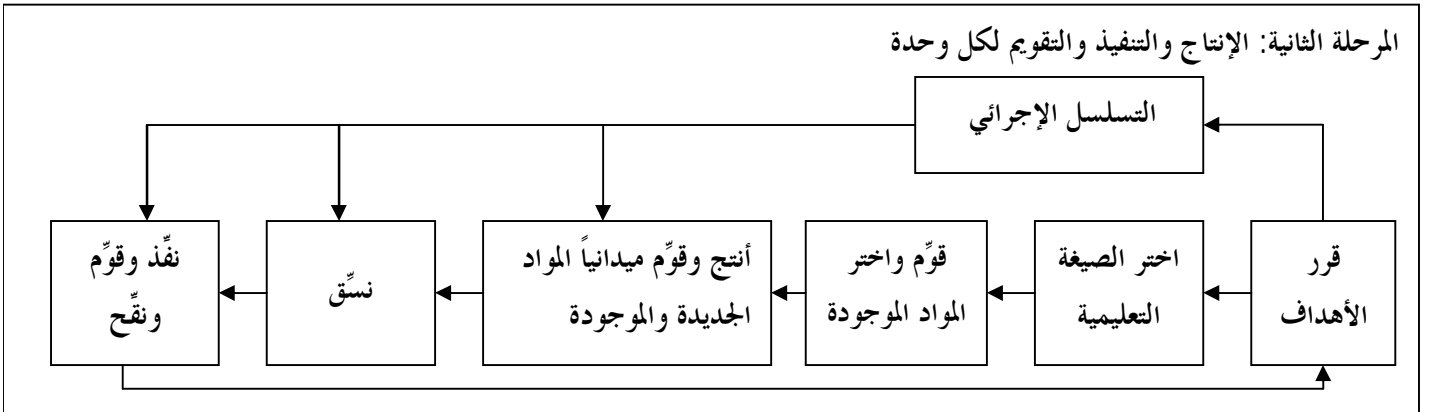 المرحلة الثانية: الإنتاج والتنفيذ والتقويم لكل وحدة
التسلسل الإجرائي
قرر
الأهداف
اختر الصيغة
التعليمية
قوِّم واختر
المواد الموجودة
أنتج وقوِّم ميدانياً المواد
الجديدة والموجودة
نسِّق
نفِّذ وقوِّم
ونقِّح